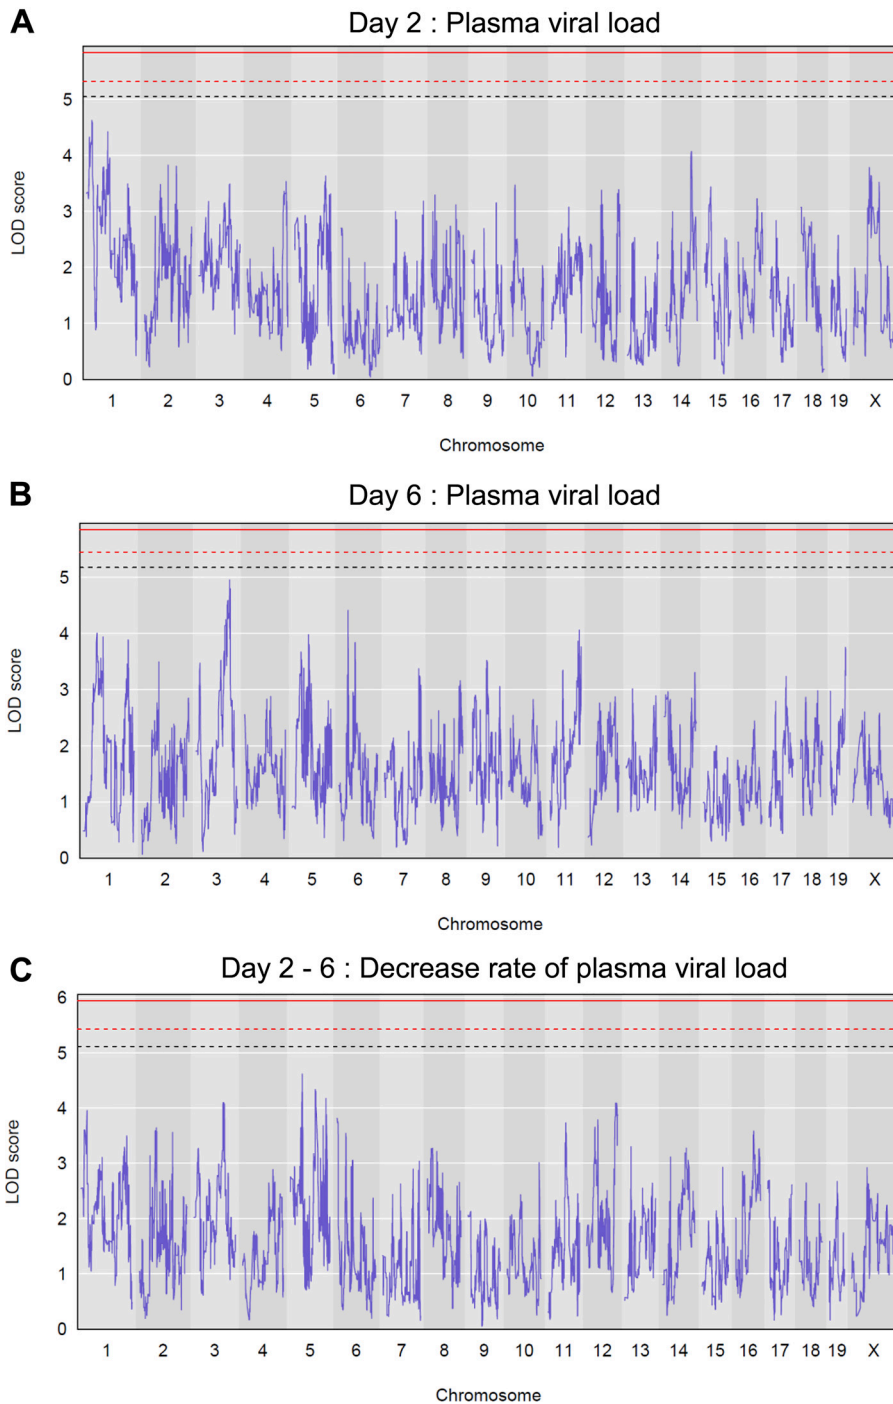 A
Day 2 : Plasma viral load
LOD score
5
4
3
2
1
0
1 2 3 4 5 6 7 8 9 10 11 12 13 14 15 16 17 18 19 X
Chromosome
B
Day 6 : Plasma viral load
LOD score
5
4
3
2
1
0
1 2 3 4 5 6 7 8 9 10 11 12 13 14 15 16 17 18 19 X
Chromosome
C
Day 2 - 6 : Decrease rate of plasma viral load
LOD score
6
5
4
3
2
1
0
1 2 3 4 5 6 7 8 9 10 11 12 13 14 15 16 17 18 19 X
Chromosome